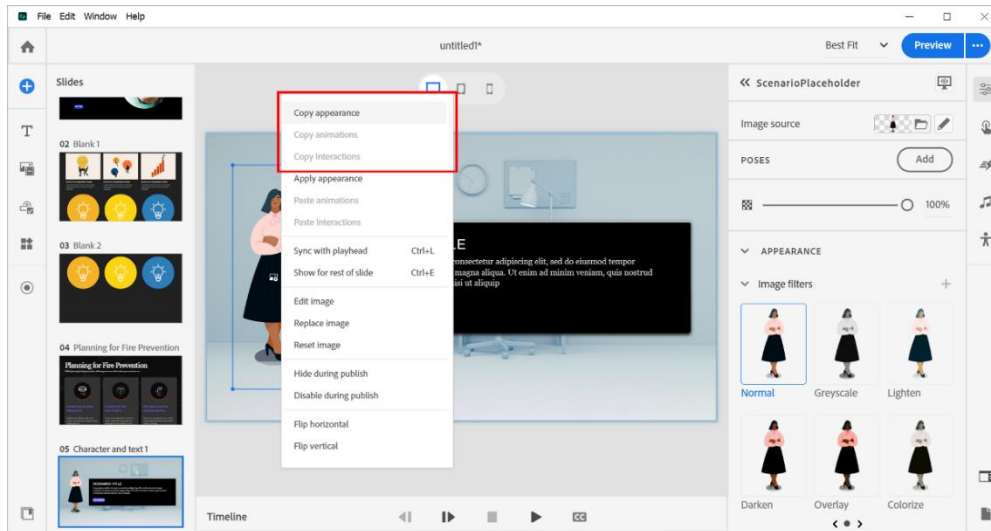 File Edit Window Help
untitled1*
Best Fit
Preview
Slides
02 Blank 1
03 Blank 2
04 Planning for Fire Prevention
Planning for Fire Prevention
05 Character and text 1
Copy appearance
Copy animations
Copy Interactions
Apply appearance
Paste animations
Paste Interactions
Sync with playhead Ctrl+L
Show for rest of slide Ctrl+E
Edit image
Replace image
Reset image
Hide during publish
Disable during publish
Flip horizontal
Flip vertical
LE
consectetur adipiscing elit, sed do eiusmod tempor
magna aliqua. Ut enim ad minim veniam, quis nostrud
isi ut aliquip
Timeline
CC
ScenarioPlaceholder
Image source
POSES
Add
100%
APPEARANCE
Image filters
Normal
Greyscale
Lighten
Darken
Overlay
Colorize